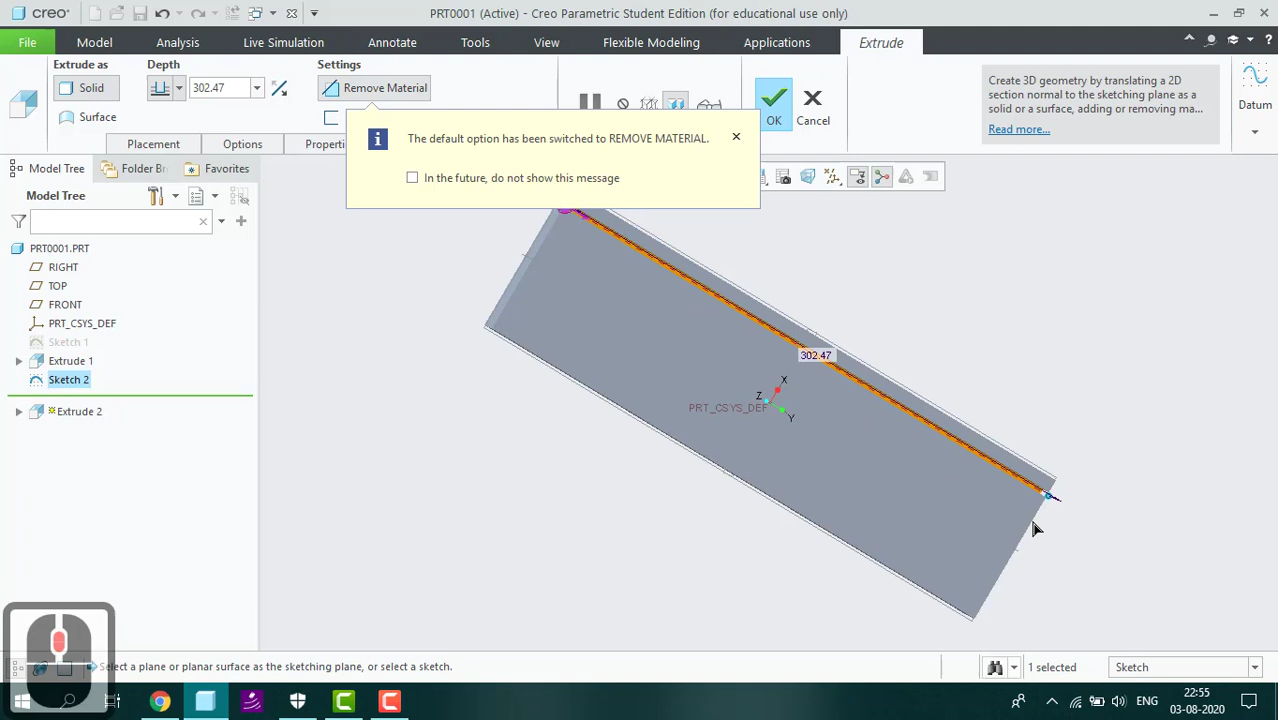 creo
PRT0001 (Active) - Creo Parametric Student Edition (for educational use only)
File
Model
Analysis
Live Simulation
Annotate
Tools
View
Flexible Modeling
Applications
Extrude
Extrude as
Depth
Settings
Solid
302.47
Remove Material
Surface
OK
Cancel
Create 3D geometry by translating a 2D
section normal to the sketching plane as a
solid or a surface, adding or removing ma...
Read more...
Datum
Placement
Options
Properti
The default option has been switched to REMOVE MATERIAL.
In the future, do not show this message
Model Tree
Folder Br
Favorites
Model Tree
PRT0001.PRT
RIGHT
TOP
FRONT
PRT_CSYS_DEF
Sketch 1
Extrude 1
Sketch 2
Extrude 2
302.47
X
Z
PRT_CSYS_DEF
Y
Select a plane or planar surface as the sketching plane, or select a sketch.
1 selected
Sketch
ENG
22:55
03-08-2020